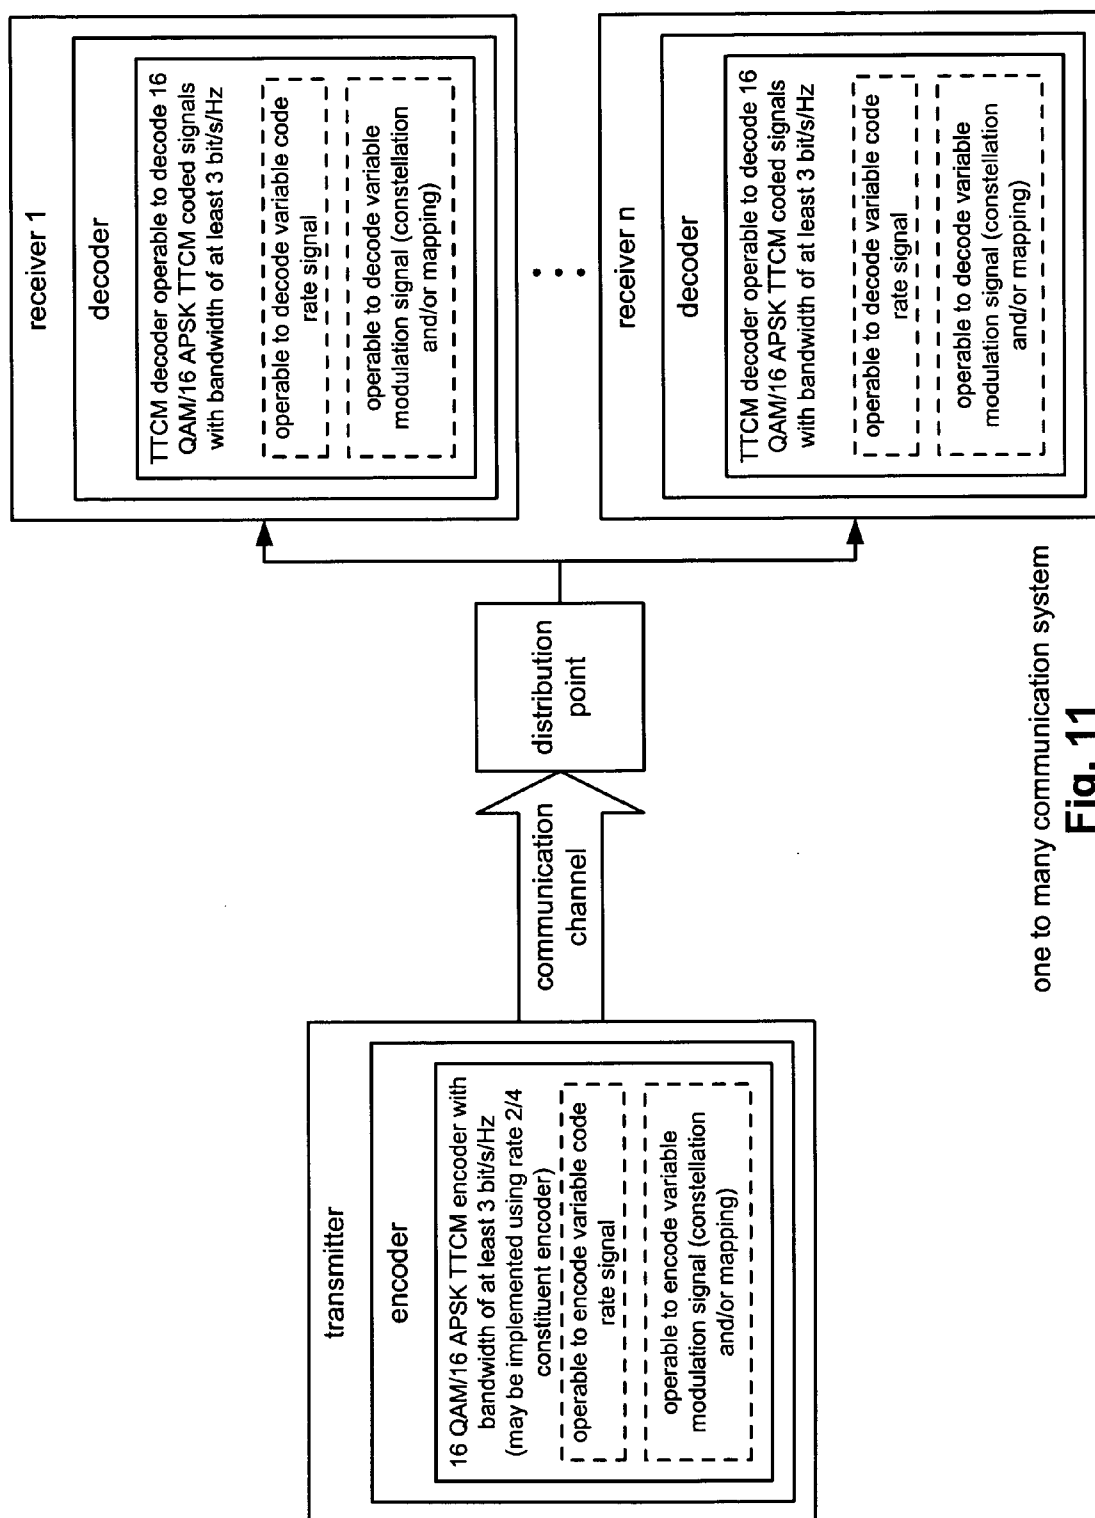 transmitter
encoder
16 QAM/16 APSK TTCM encoder with
bandwidth of at least 3 bit/s/Hz
(may be implemented using rate 2/4
constituent encoder)
operable to encode variable code
rate signal
operable to encode variable
modulation signal (constellation
and/or mapping)
communication
channel
distribution
point
receiver 1
decoder
TTCM decoder operable to decode 16
QAM/16 APSK TTCM coded signals
with bandwidth of at least 3 bit/s/Hz
operable to decode variable code
rate signal
operable to decode variable
modulation signal (constellation
and/or mapping)
receiver n
decoder
TTCM decoder operable to decode 16
QAM/16 APSK TTCM coded signals
with bandwidth of at least 3 bit/s/Hz
operable to decode variable code
rate signal
operable to decode variable
modulation signal (constellation
and/or mapping)
one to many communication system
Fig. 11